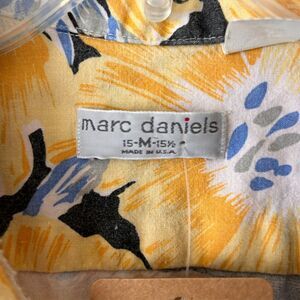 marc daniels
15-M-15½
MADE IN U.S.A.